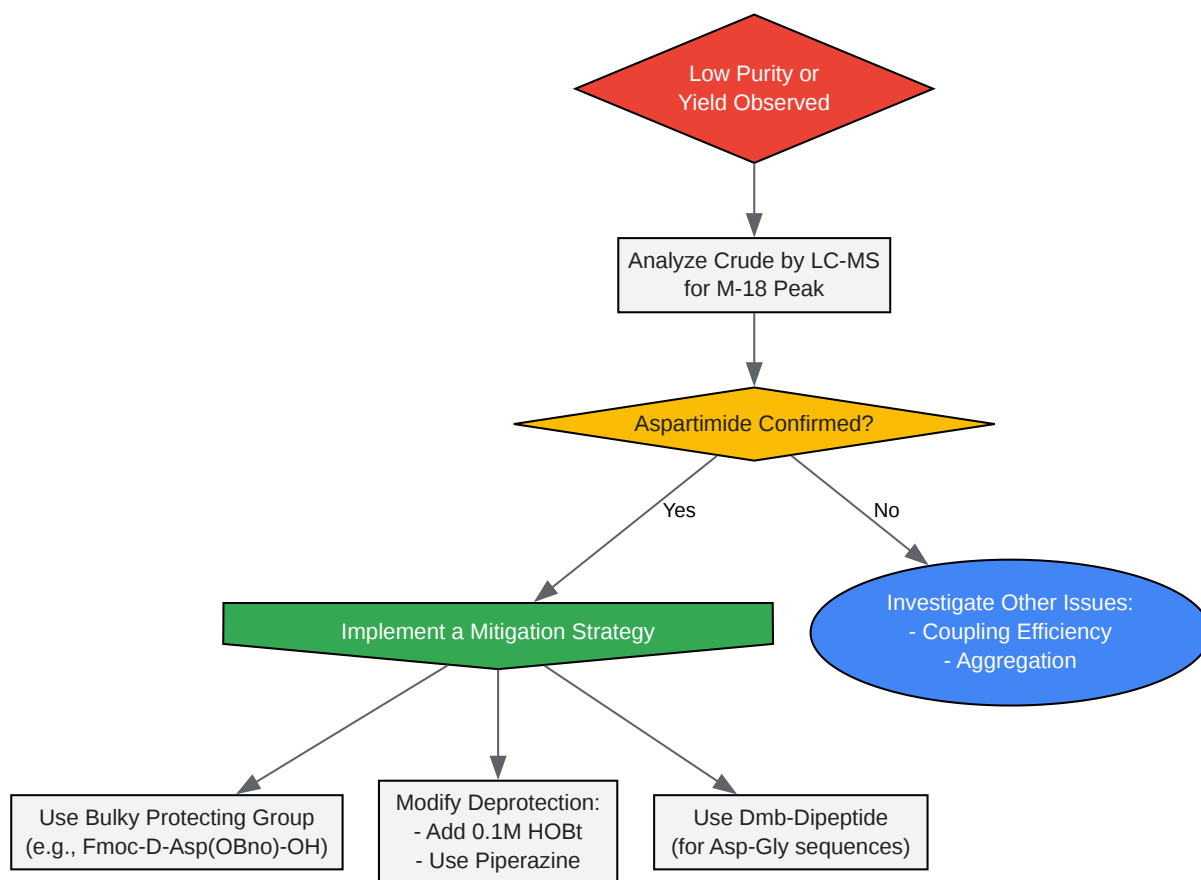 Low Purity or
Yield Observed
Analyze Crude by LC-MS
for M-18 Peak
Aspartimide Confirmed?
Yes
No
Implement a Mitigation Strategy
Investigate Other Issues:
- Coupling Efficiency
- Aggregation
Use Bulky Protecting Group
(e.g., Fmoc-D-Asp(OBno)-OH)
Modify Deprotection:
- Add 0.1M HOBt
- Use Piperazine
Use Dmb-Dipeptide
(for Asp-Gly sequences)